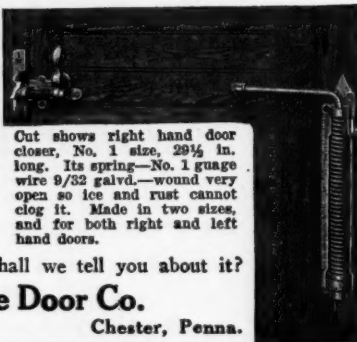 Cut shows right hand door
closer, No. 1 size, 29½ in.
long. Its spring—No. 1 guage
wire 9/32 galvd.—wound very
open so ice and rust cannot
clog it. Made in two sizes,
and for both right and left
hand doors.
hall we tell you about it?
e Door Co.
Chester, Penna.